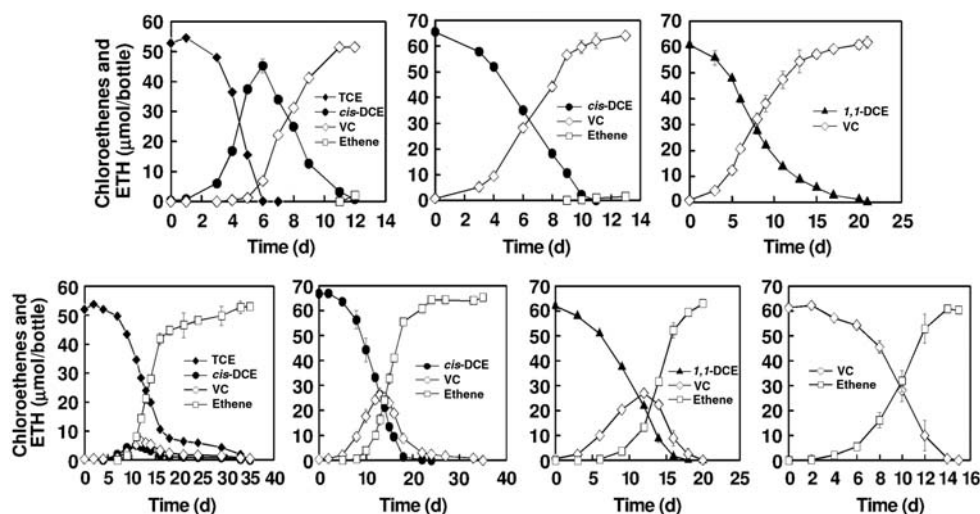 Chloroethenes and
ETH (μmol/bottle)
60
50
40
30
20
10
0
TCE
cis-DCE
VC
Ethene
0 2 4 6 8 10 12 14
Time (d)
70
60
50
40
30
20
10
0
cis-DCE
VC
Ethene
0 2 4 6 8 10 12 14
Time (d)
70
60
50
40
30
20
10
0
1,1-DCE
VC
0 5 10 15 20 25
Time (d)
Chloroethenes and
ETH (μmol/bottle)
60
50
40
30
20
10
0
TCE
cis-DCE
VC
Ethene
0 5 10 15 20 25 30 35 40
Time (d)
70
60
50
40
30
20
10
0
cis-DCE
VC
Ethene
0 10 20 30 40
Time (d)
70
60
50
40
30
20
10
0
1,1-DCE
VC
Ethene
0 5 10 15 20 25
Time (d)
70
60
50
40
30
20
10
0
VC
Ethene
0 2 4 6 8 10 12 14 16
Time (d)